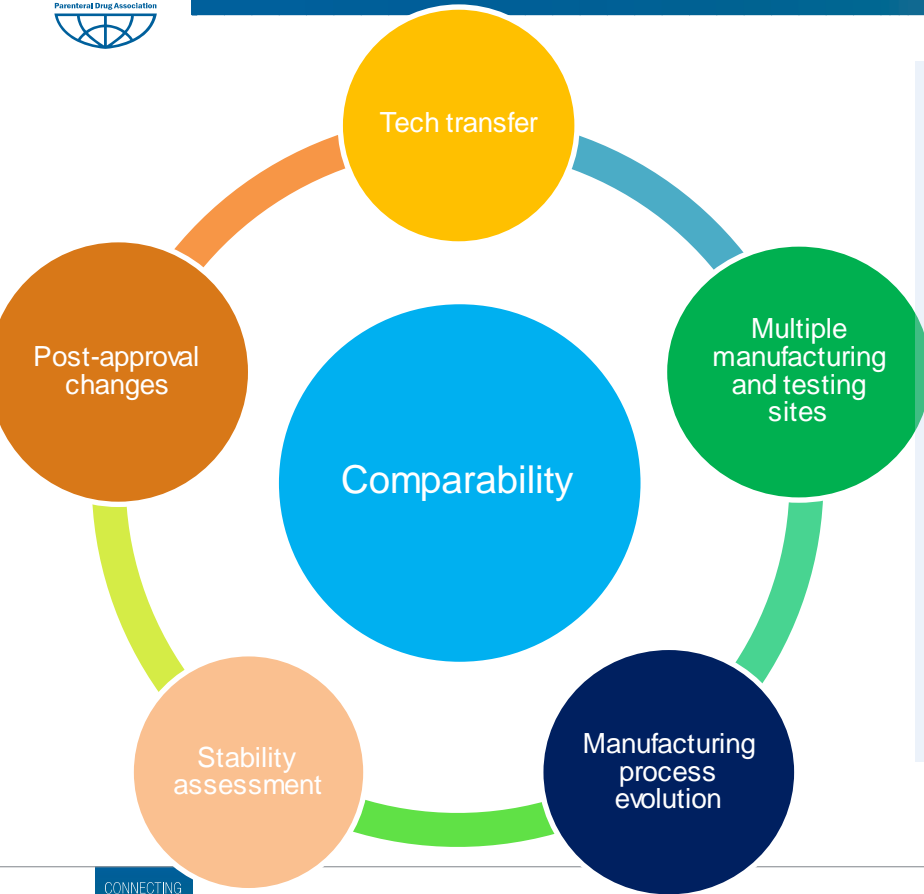 Parenteral Drug Association
Tech transfer
Multiple
manufacturing
and testing
sites
Post-approval
changes
Comparability
Stability
assessment
Manufacturing
process
evolution
CONNECTING